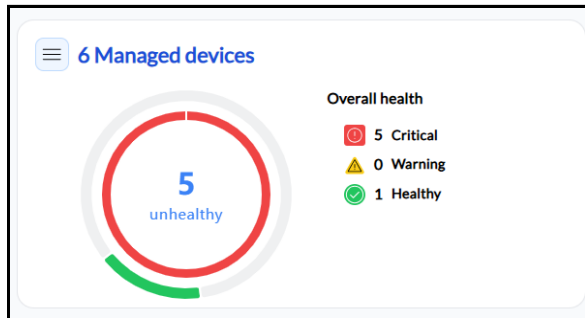 6 Managed devices
5
unhealthy
Overall health
5 Critical
0 Warning
1 Healthy